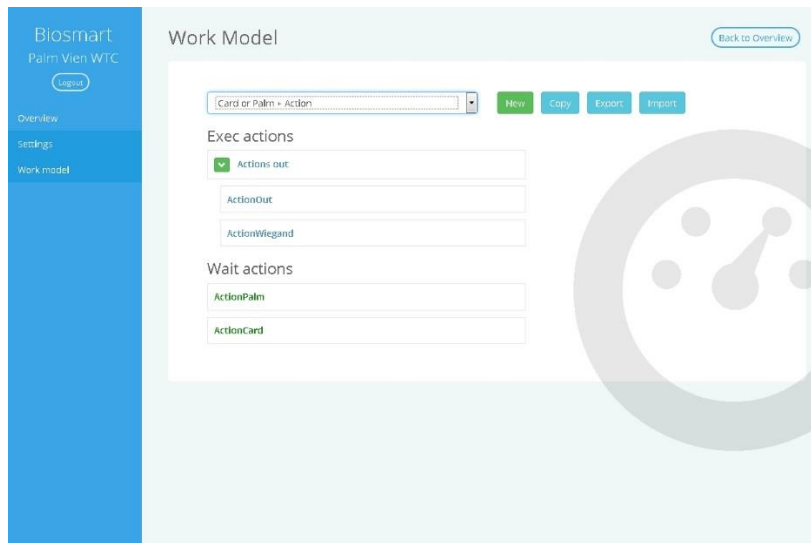 Biosmart
Palm Vien WTC
Logout
Overview
Settings
Work model
Work Model
Back to Overview
Card or Palm + Action
New Copy Export Import
Exec actions
Actions out
ActionOut
ActionWiegand
Wait actions
ActionPalm
ActionCard